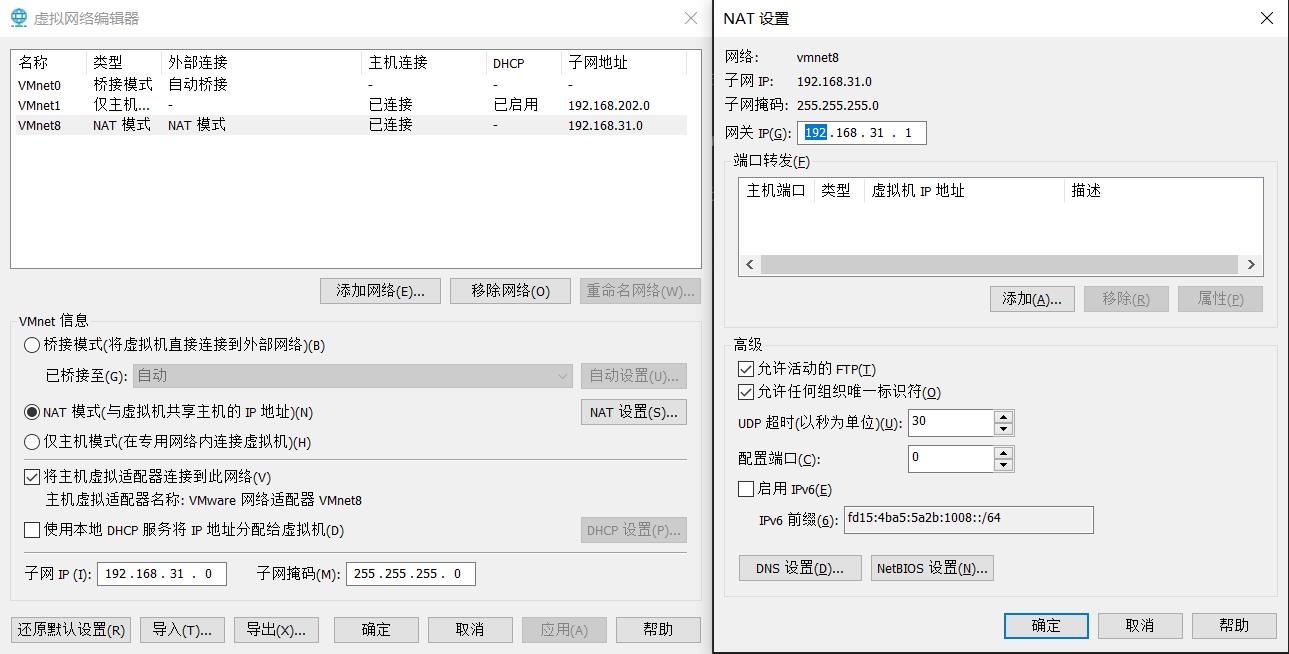 虚拟网络编辑器
名称 类型 外部连接 主机连接 DHCP 子网地址
VMnet0 桥接模式 自动桥接 - - -
VMnet1 仅主机... - 已连接 已启用 192.168.202.0
VMnet8 NAT 模式 NAT 模式 已连接 - 192.168.31.0
添加网络(E)... 移除网络(O) 重命名网络(W)...
VMnet 信息
桥接模式(将虚拟机直接连接到外部网络)(B)
已桥接至(G): 自动 自动设置(U)...
NAT 模式(与虚拟机共享主机的 IP 地址)(N) NAT 设置(S)...
仅主机模式(在专用网络内连接虚拟机)(H)
将主机虚拟适配器连接到此网络(V)
主机虚拟适配器名称: VMware 网络适配器 VMnet8
使用本地 DHCP 服务将 IP 地址分配给虚拟机(D) DHCP 设置(P)...
子网 IP (I): 192 . 168 . 31 . 0 子网掩码(M): 255 . 255 . 255 . 0
还原默认设置(R) 导入(T)... 导出(X)... 确定 取消 应用(A) 帮助
NAT 设置
网络: vmnet8
子网 IP: 192.168.31.0
子网掩码: 255.255.255.0
网关 IP(G): 192 . 168 . 31 . 1
端口转发(F)
主机端口 类型 虚拟机 IP 地址 描述
添加(A)... 移除(R) 属性(P)
高级
允许活动的 FTP(T)
允许任何组织唯一标识符(O)
UDP 超时(以秒为单位)(U): 30
配置端口(C): 0
启用 IPv6(E)
IPv6 前缀(6): fd15:4ba5:5a2b:1008::/64
DNS 设置(D)... NetBIOS 设置(N)...
确定 取消 帮助